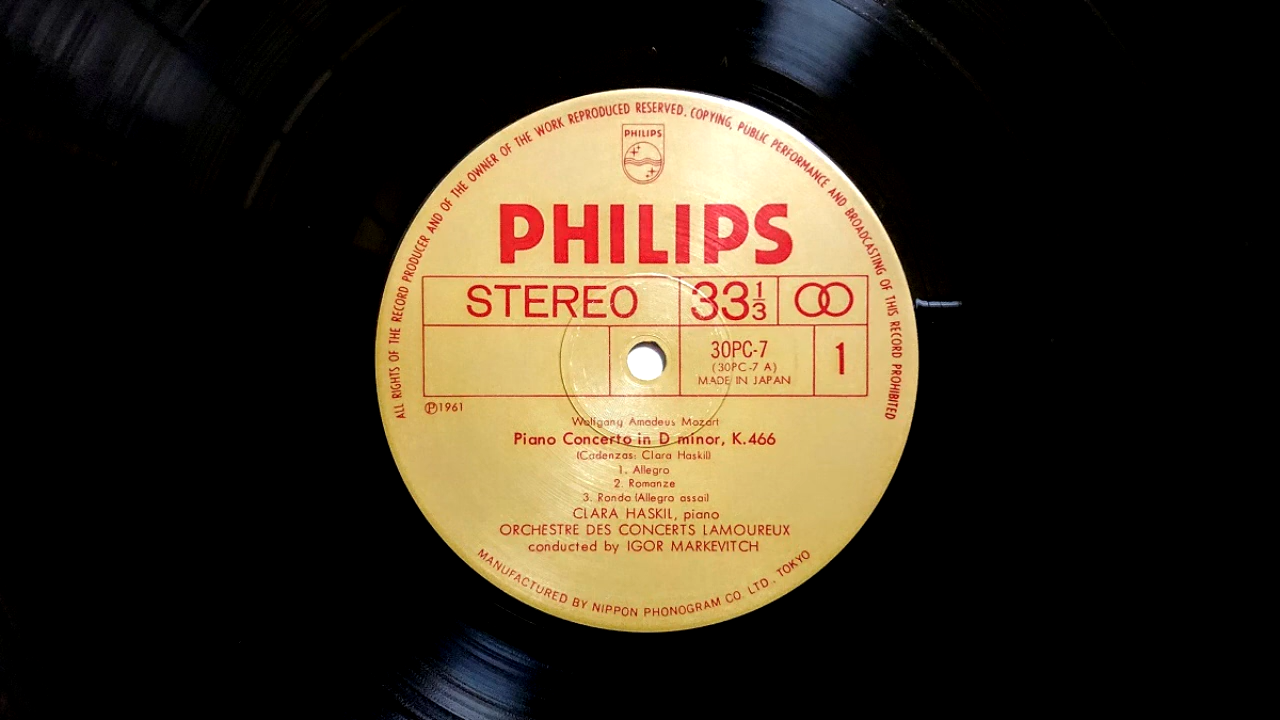 ALL RIGHTS OF THE RECORD PRODUCER AND OF THE OWNER OF THE WORK REPRODUCED RESERVED. COPYING, PUBLIC PERFORMANCE AND BROADCASTING OF THIS RECORD PROHIBITED
PHILIPS
PHILIPS
STEREO 33 1/3
30PC-7 1
(30PC-7 A)
MADE IN JAPAN
Ⓟ1961
Wolfgang Amadeus Mozart
Piano Concerto in D minor, K.466
(Cadenzas: Clara Haskil)
1. Allegro
2. Romanze
3. Rondo (Allegro assai)
CLARA HASKIL, piano
ORCHESTRE DES CONCERTS LAMOUREUX
conducted by IGOR MARKEVITCH
MANUFACTURED BY NIPPON PHONOGRAM CO. LTD., TOKYO